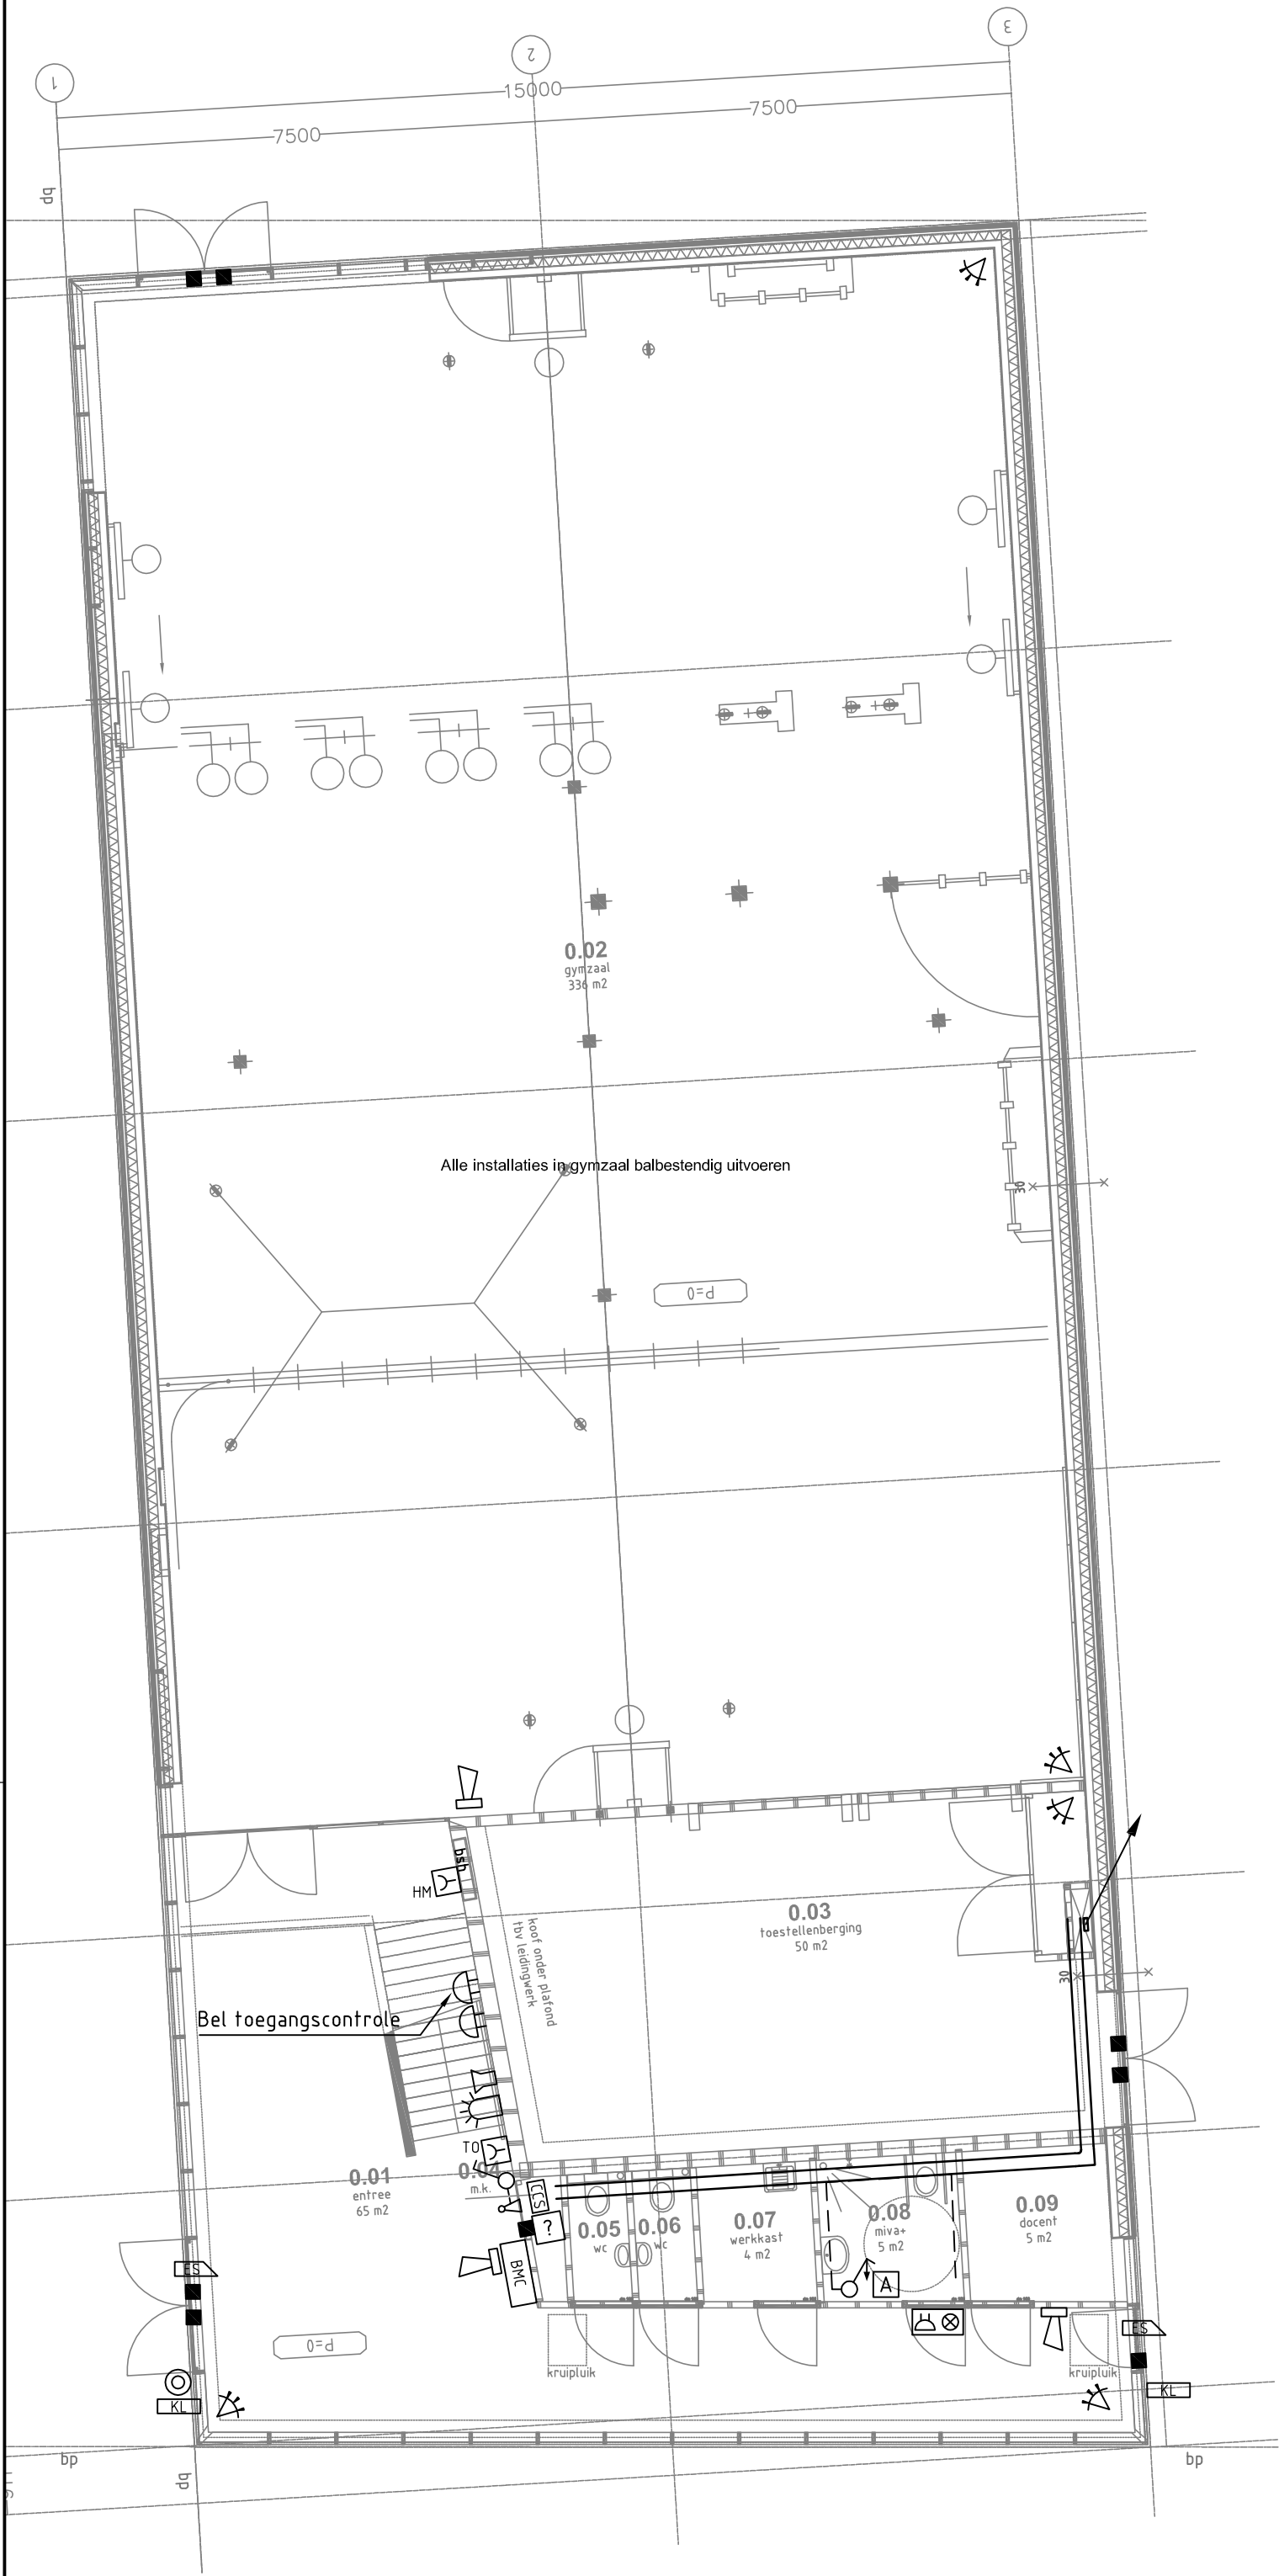 1
2
3
15000
7500
7500
bp
0.02
gymzaal
336 m2
Alle installaties in gymzaal balbestendig uitvoeren
30
P=0
bsh
HM
0.03
toestellenberging
50 m2
koof onder plafond
tbv leidingwerk
30
Bel toegangscontrole
TO
0.01
entree
65 m2
0.04
m.k.
CCS
?
BMC
0.05
wc
0.06
wc
0.07
werkkast
4 m2
0.08
miva+
5 m2
A
0.09
docent
5 m2
ES
ES
P=0
kruipluik
kruipluik
KL
KL
bp
bp
bp